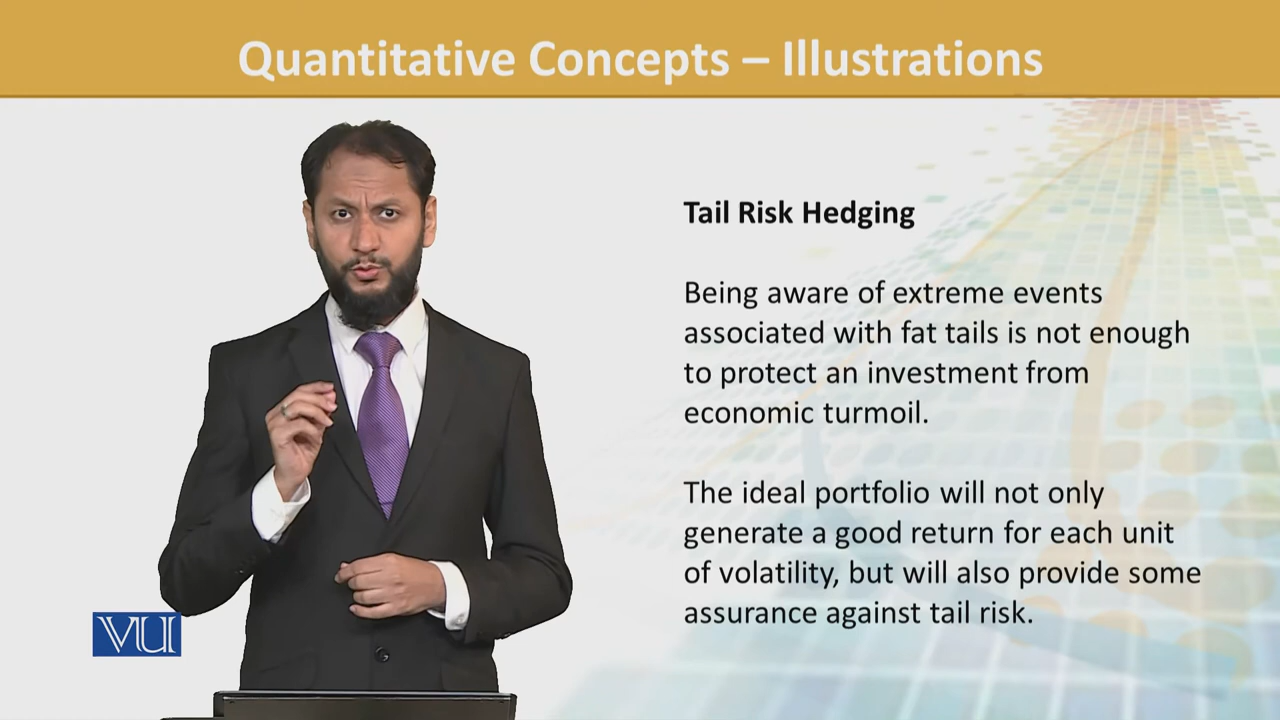 Quantitative Concepts – Illustrations
Tail Risk Hedging
Being aware of extreme events
associated with fat tails is not enough
to protect an investment from
economic turmoil.
The ideal portfolio will not only
generate a good return for each unit
of volatility, but will also provide some
assurance against tail risk.
VU